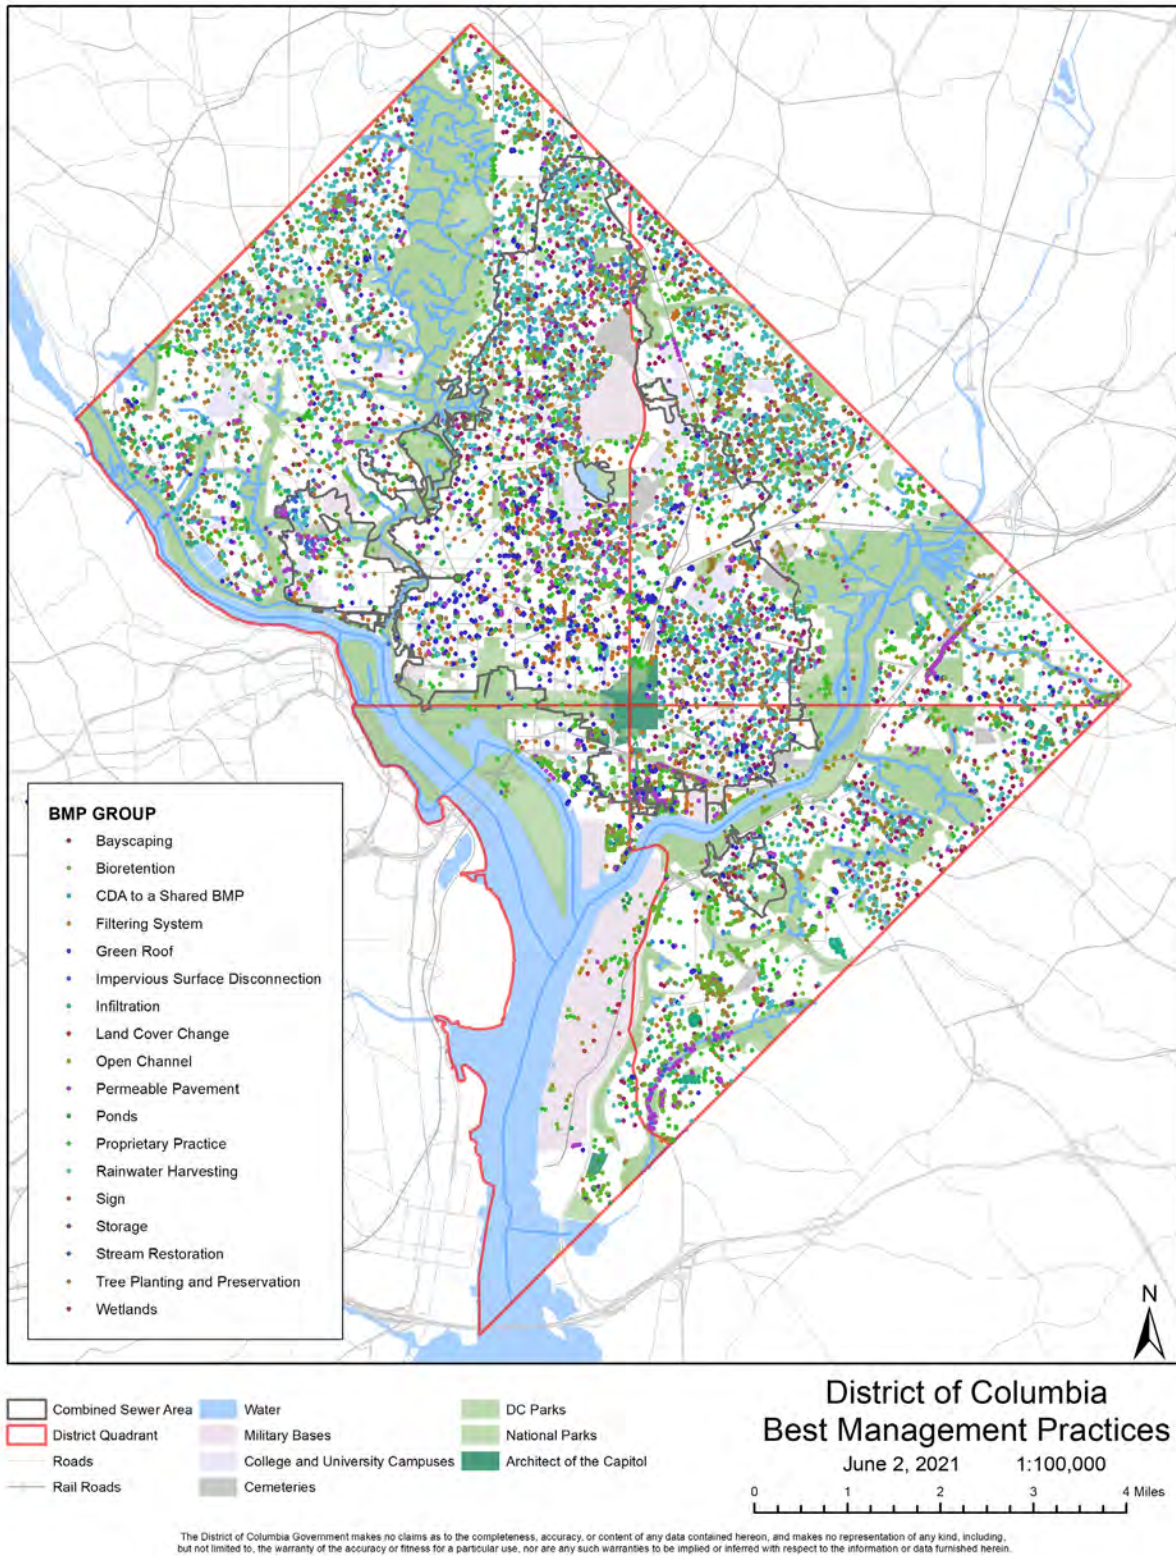 BMP GROUP
Bayscaping
Bioretention
CDA to a Shared BMP
Filtering System
Green Roof
Impervious Surface Disconnection
Infiltration
Land Cover Change
Open Channel
Permeable Pavement
Ponds
Proprietary Practice
Rainwater Harvesting
Sign
Storage
Stream Restoration
Tree Planting and Preservation
Wetlands
N
Combined Sewer Area
District Quadrant
Roads
Rail Roads
Water
Military Bases
College and University Campuses
Cemeteries
DC Parks
National Parks
Architect of the Capitol
District of Columbia
Best Management Practices
June 2, 2021 1:100,000
0 1 2 3 4 Miles
The District of Columbia Government makes no claims as to the completeness, accuracy, or content of any data contained hereon, and makes no representation of any kind, including,
but not limited to, the warranty of the accuracy or fitness for a particular use, nor are any such warranties to be implied or inferred with respect to the information or data furnished herein.